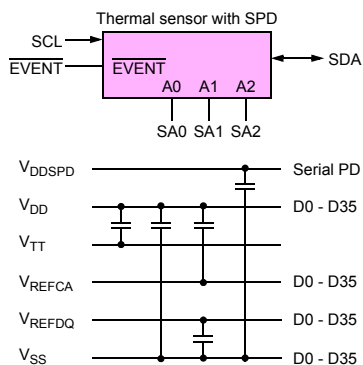 Thermal sensor with SPD
SCL
EVENT
EVENT
SDA
A0 A1 A2
SA0 SA1 SA2
VDDSPD Serial PD
VDD D0 - D35
VTT
VREFCA D0 - D35
VREFDQ D0 - D35
VSS D0 - D35